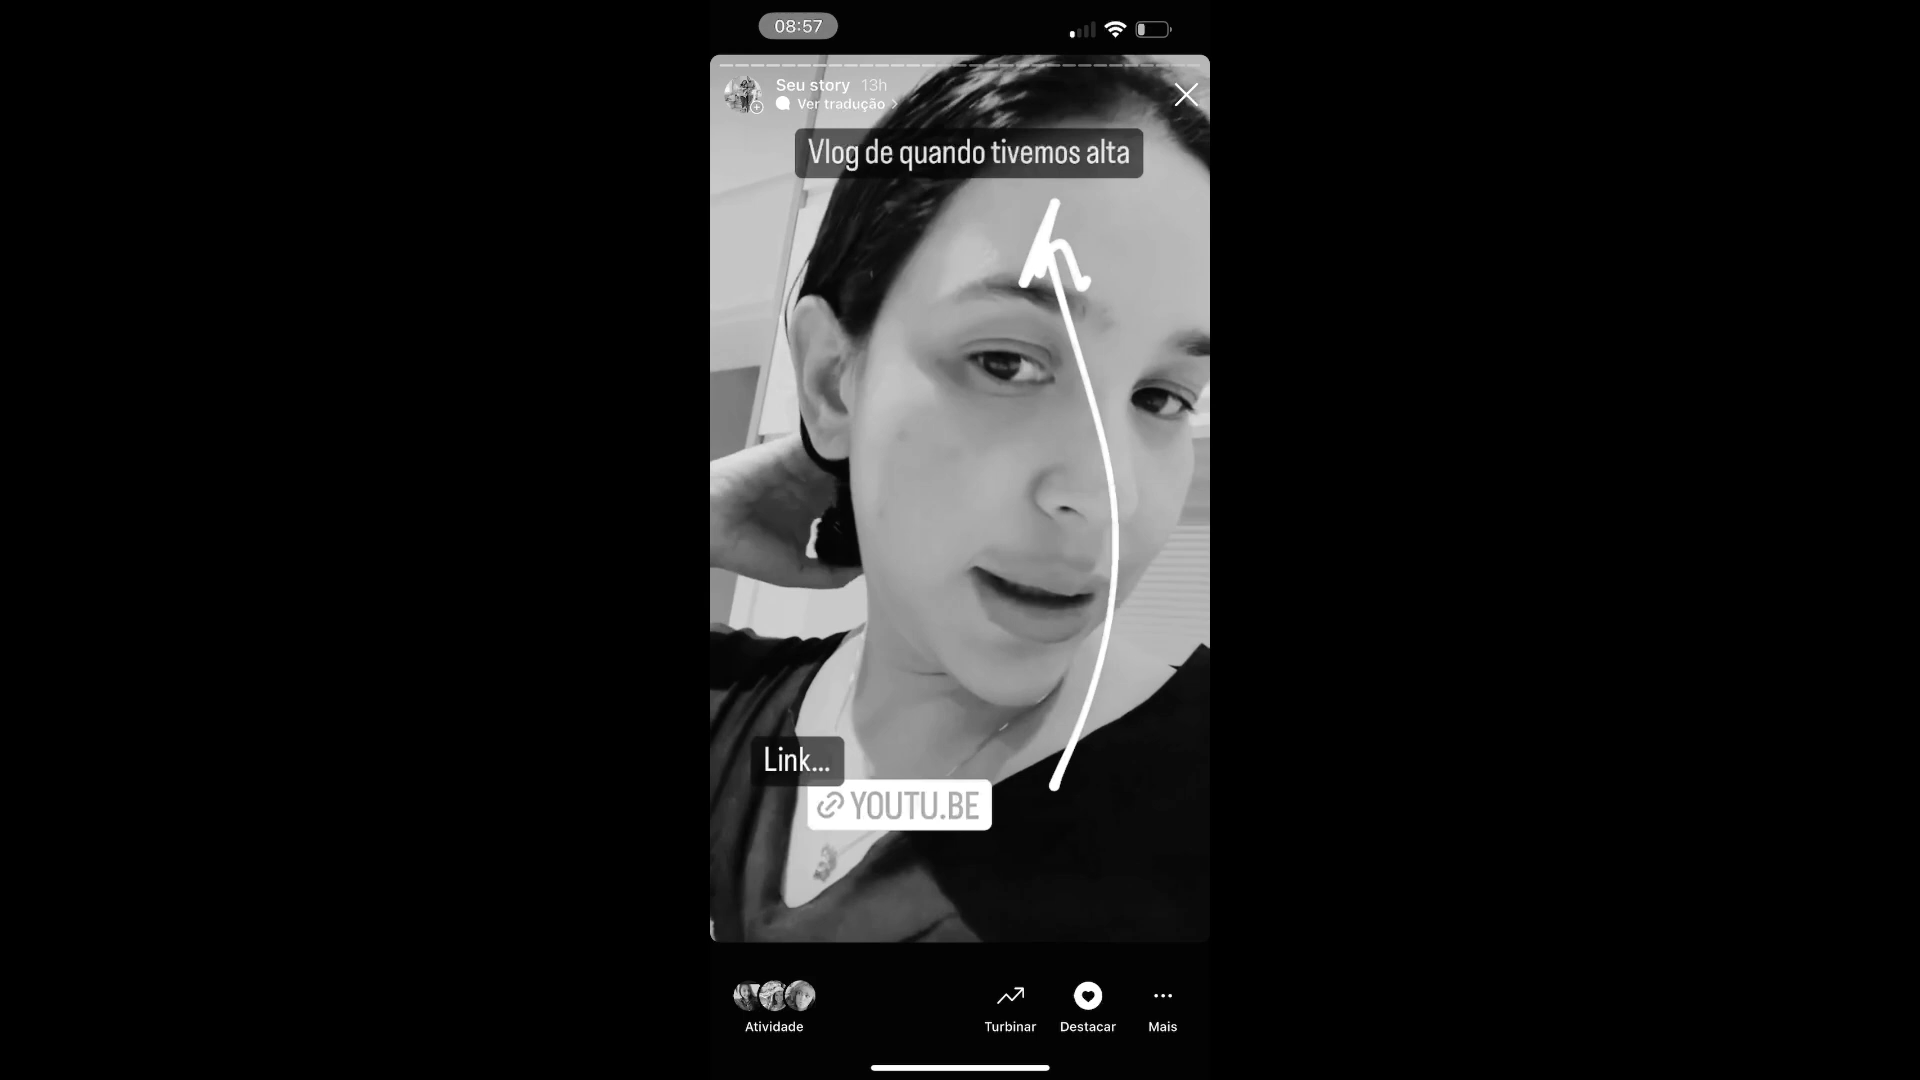 08:57
Seu story 13h
Ver tradução
Vlog de quando tivemos alta
Link...
YOUTU.BE
Atividade
Turbinar
Destacar
Mais